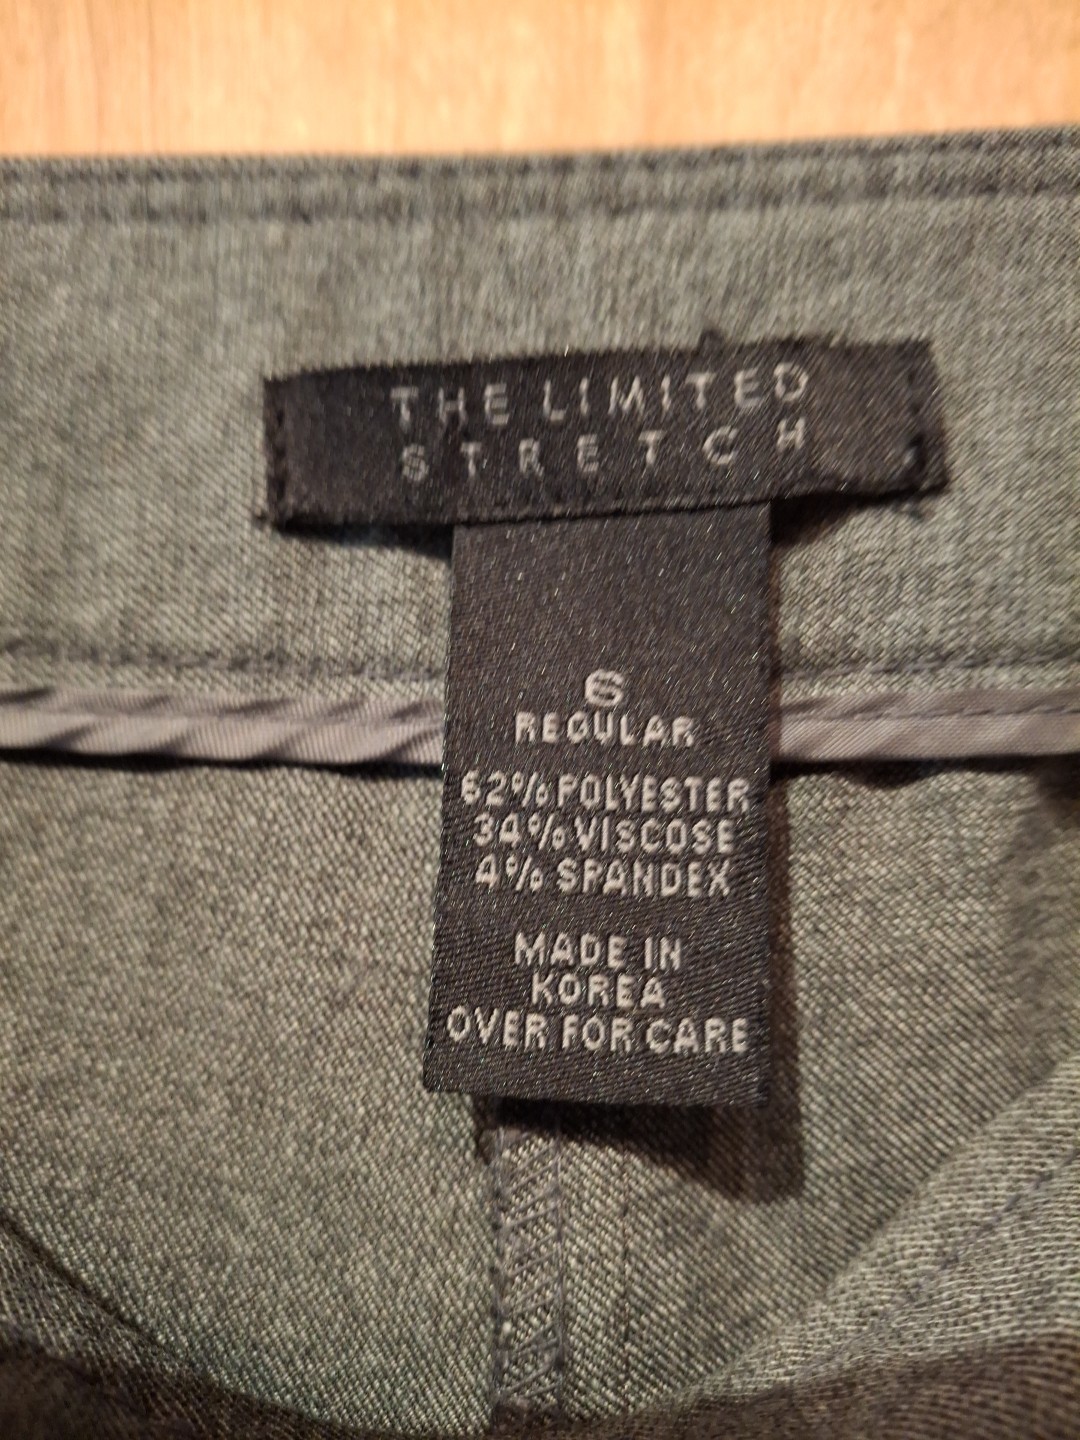 THE LIMITED
STRETCH
6
REGULAR
62% POLYESTER
34% VISCOSE
4% SPANDEX
MADE IN
KOREA
OVER FOR CARE